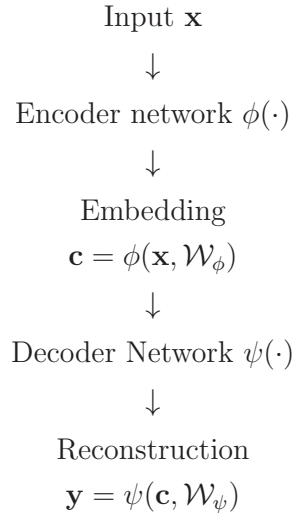 Input x
↓
Encoder network ϕ(·)
↓
Embedding
c = ϕ(x, 𝒲_ϕ)
↓
Decoder Network ψ(·)
↓
Reconstruction
y = ψ(c, 𝒲_ψ)